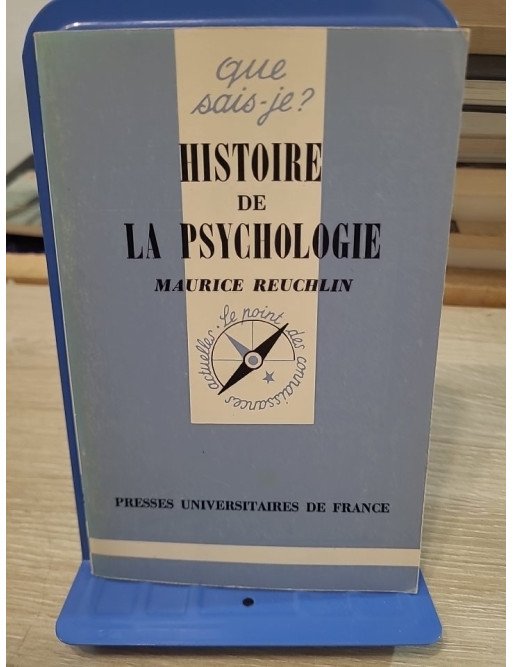 que
sais-je?
HISTOIRE
DE
LA PSYCHOLOGIE
MAURICE REUCHLIN
Le point des connaissances actuelles.
PRESSES UNIVERSITAIRES DE FRANCE